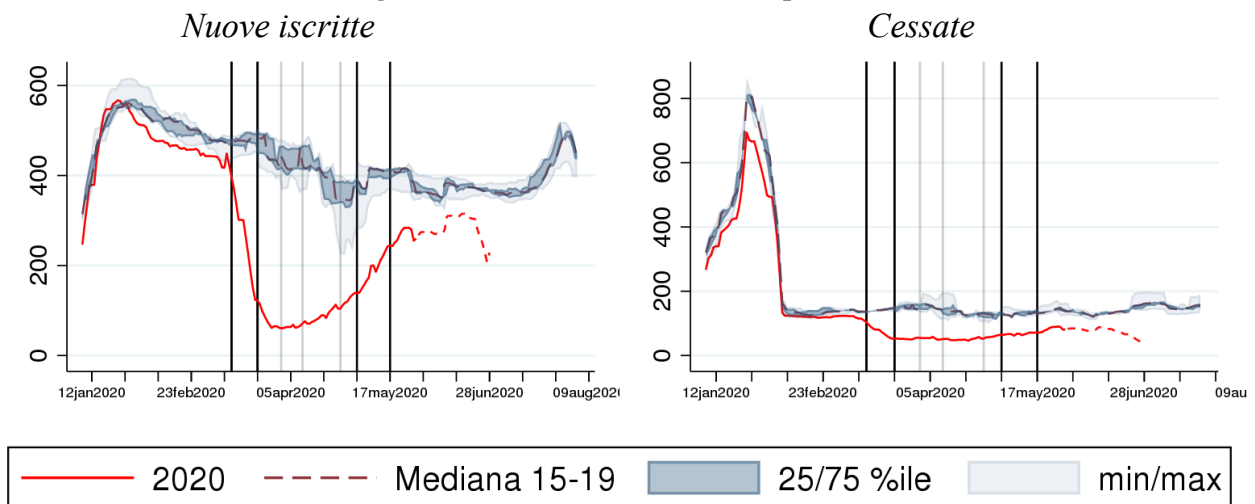 Nuove iscritte
Cessate
600
400
200
0
12jan2020 23feb2020 05apr2020 17may2020 28jun2020 09aug2020
800
600
400
200
0
12jan2020 23feb2020 05apr2020 17may2020 28jun2020 09au
2020 Mediana 15-19 25/75 %ile min/max